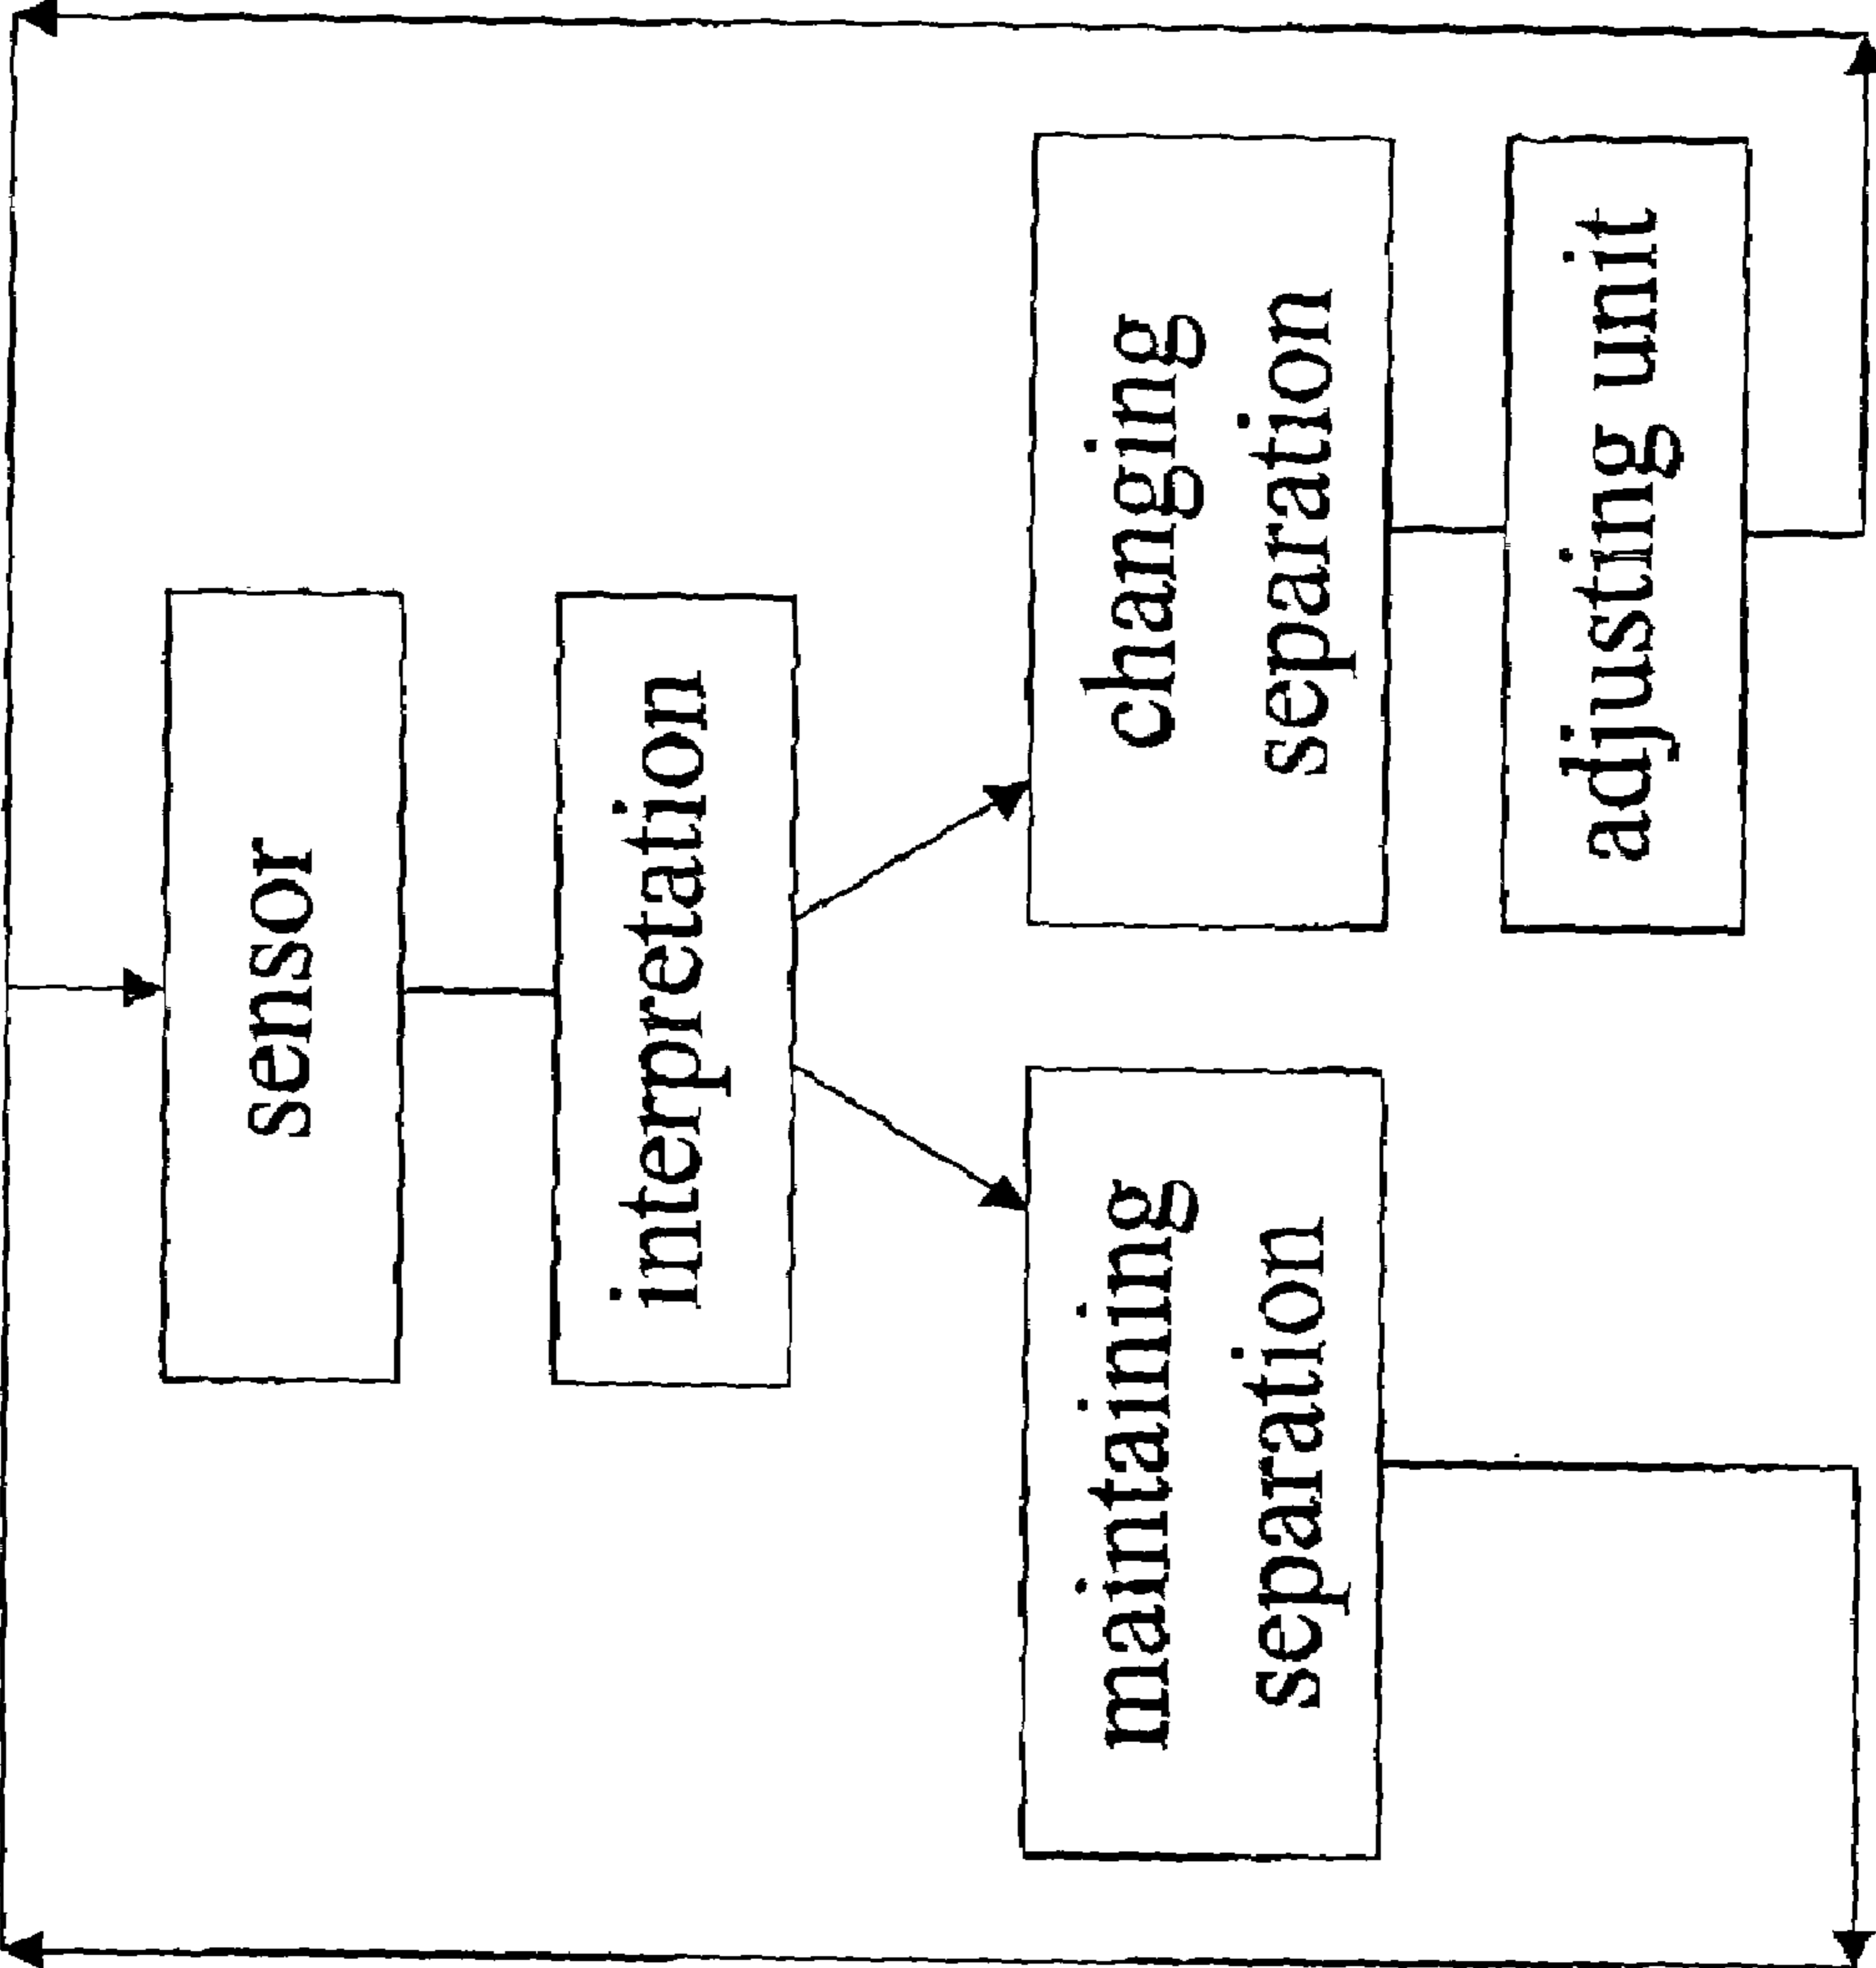 sensor
interpretation
maintaining
separation
changing
separation
adjusting unit